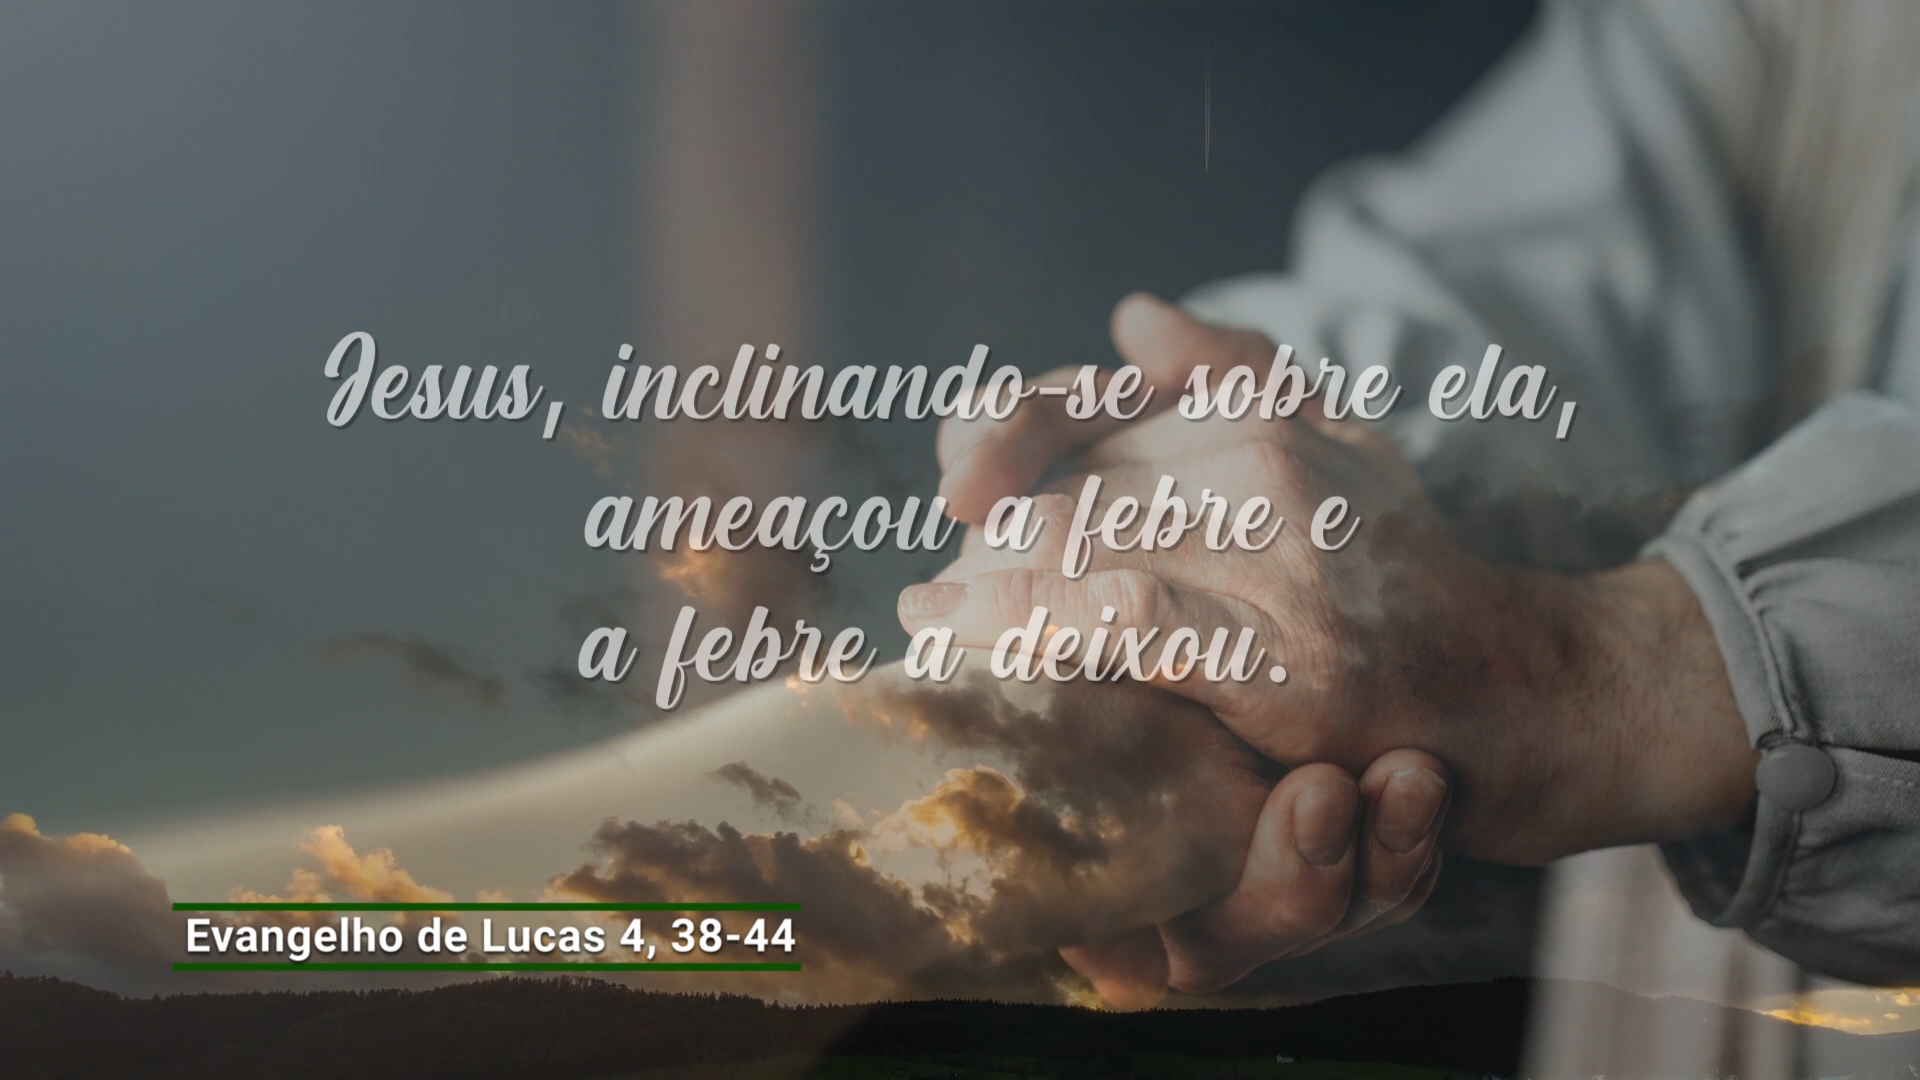 Jesus, inclinando-se sobre ela,
ameaçou a febre e
a febre a deixou.
Evangelho de Lucas 4, 38-44